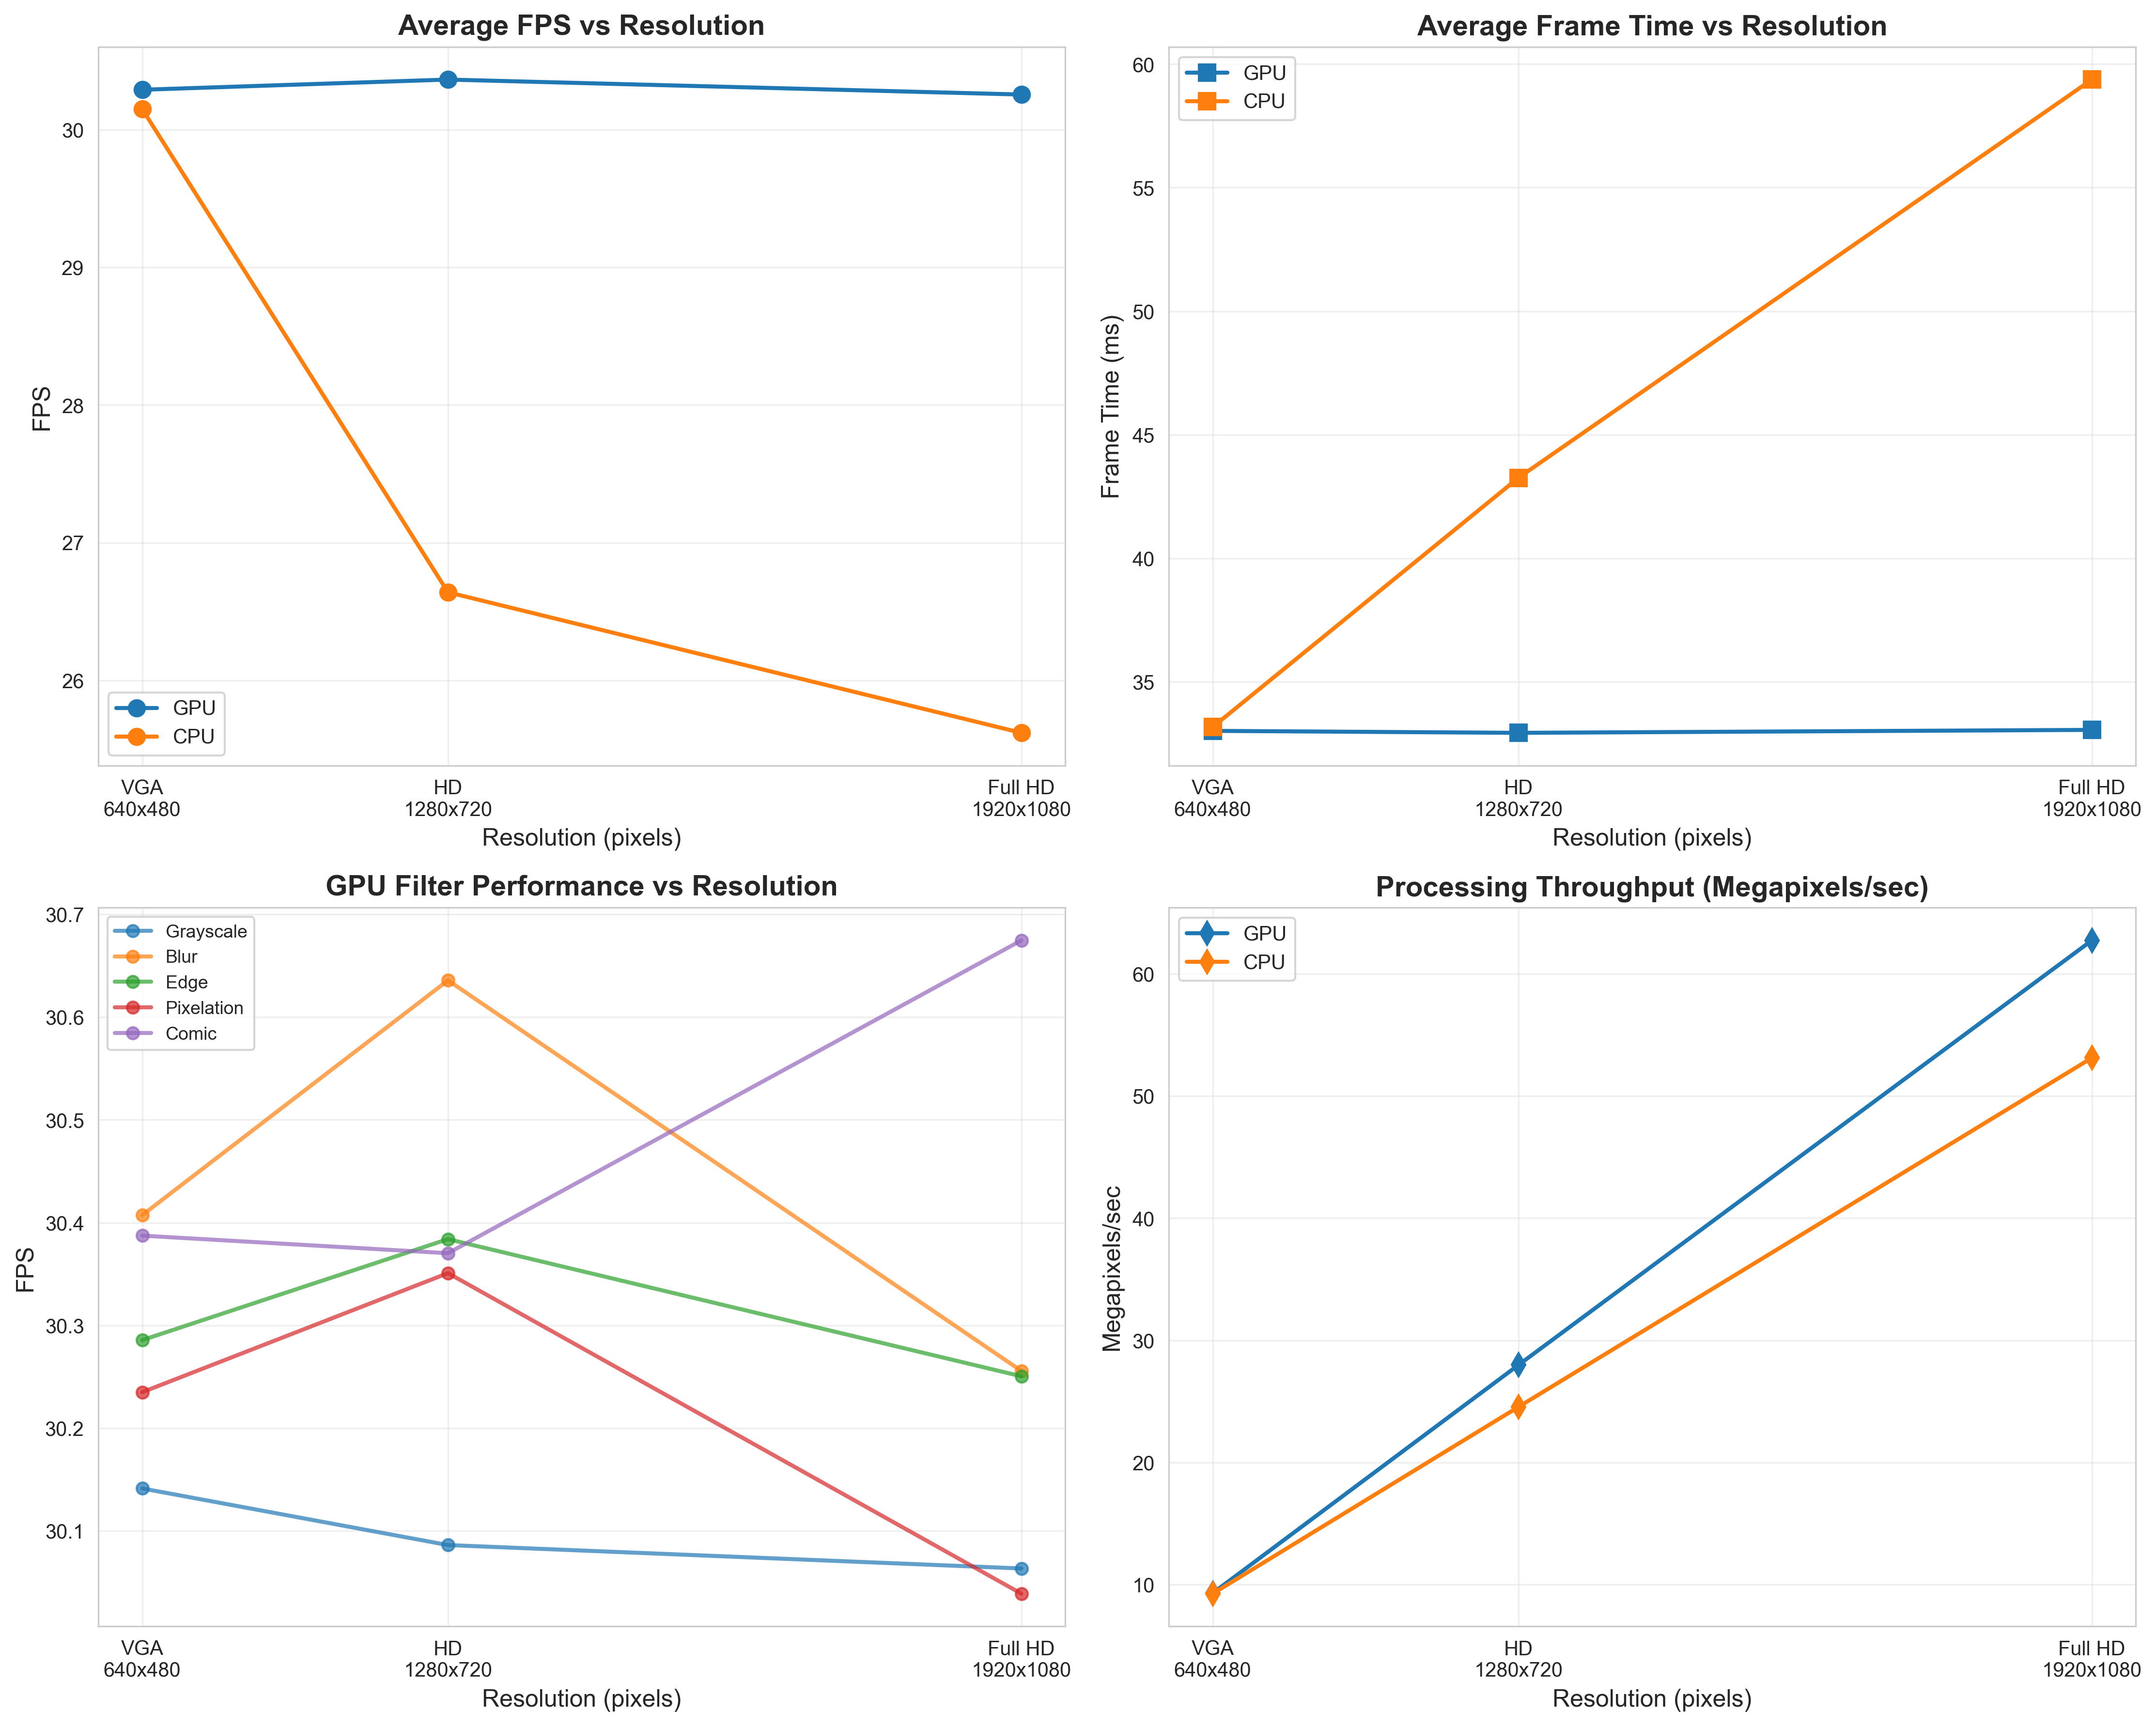 Average FPS vs Resolution
FPS
30
29
28
27
26
GPU
CPU
VGA
640x480
HD
1280x720
Full HD
1920x1080
Resolution (pixels)
Average Frame Time vs Resolution
Frame Time (ms)
60
55
50
45
40
35
GPU
CPU
VGA
640x480
HD
1280x720
Full HD
1920x1080
Resolution (pixels)
GPU Filter Performance vs Resolution
FPS
30.7
30.6
30.5
30.4
30.3
30.2
30.1
Grayscale
Blur
Edge
Pixelation
Comic
VGA
640x480
HD
1280x720
Full HD
1920x1080
Resolution (pixels)
Processing Throughput (Megapixels/sec)
Megapixels/sec
60
50
40
30
20
10
GPU
CPU
VGA
640x480
HD
1280x720
Full HD
1920x1080
Resolution (pixels)